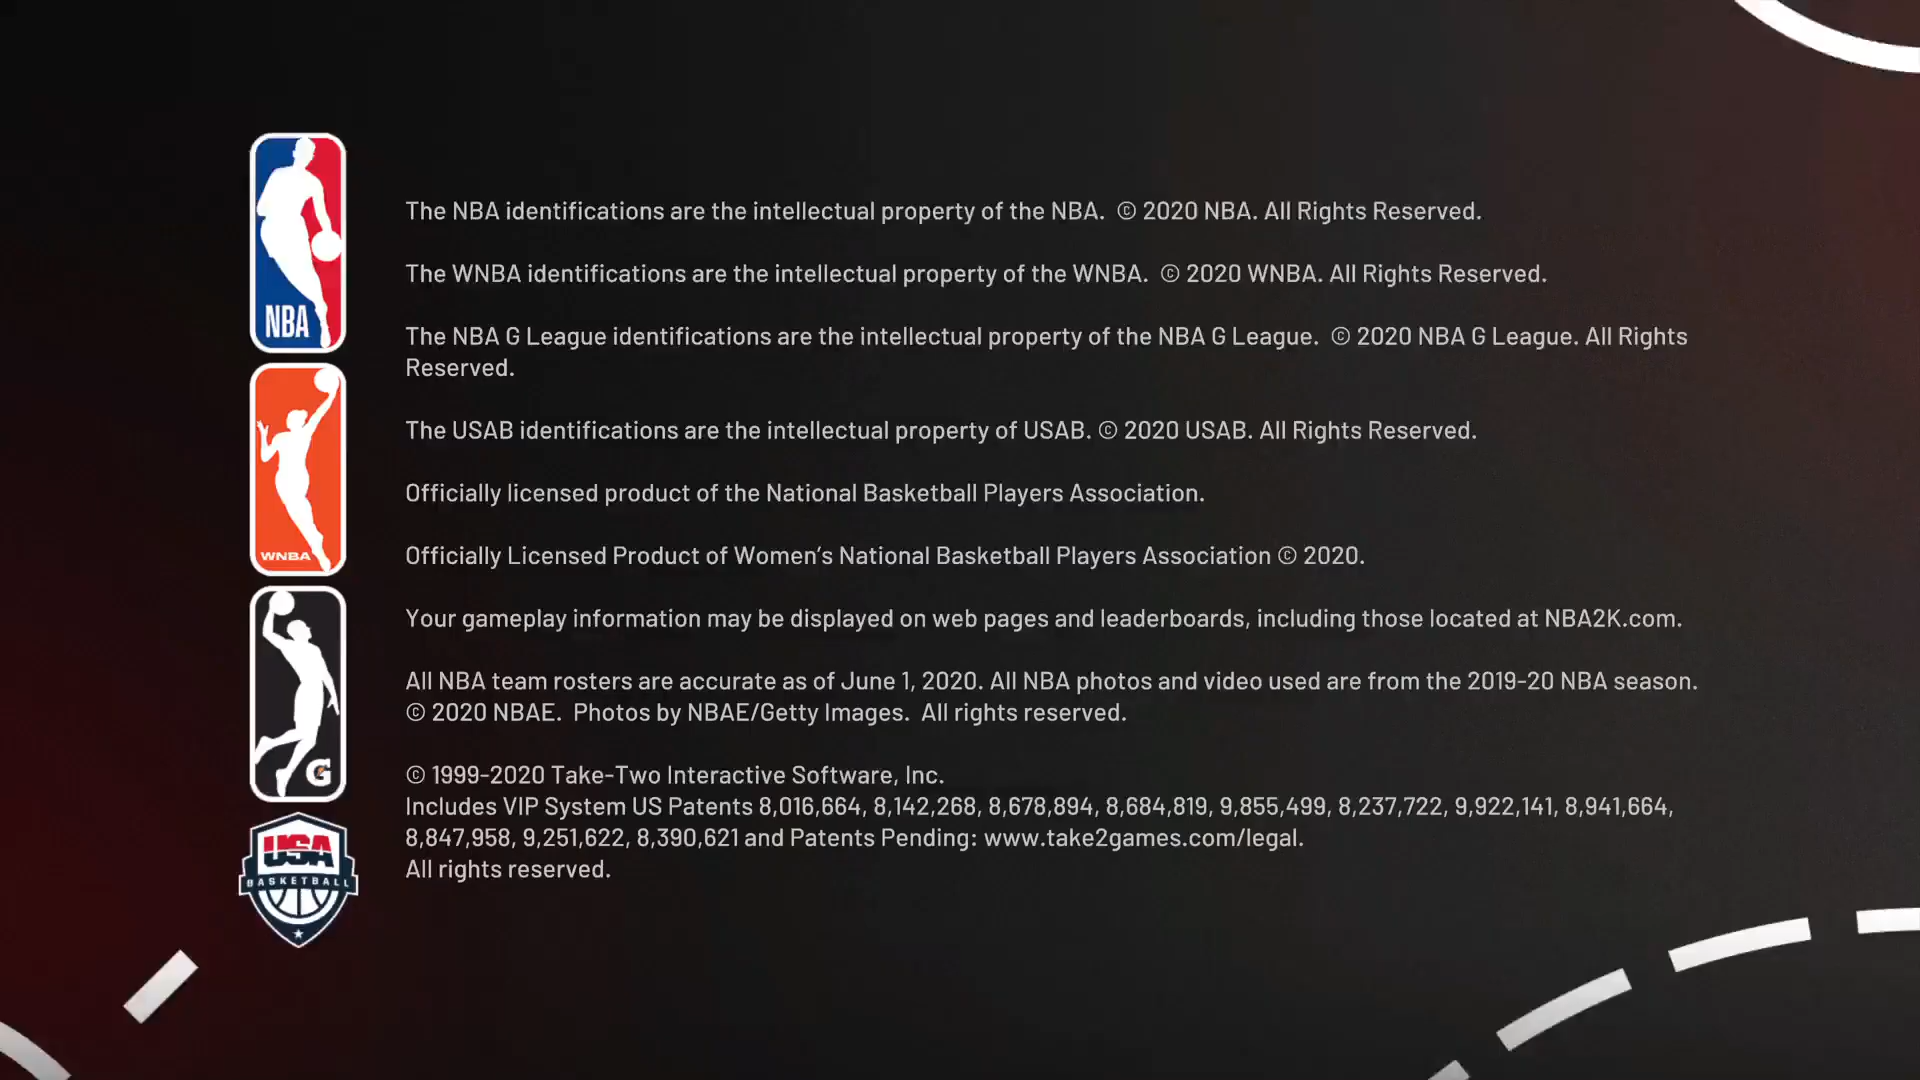 NBA
The NBA identifications are the intellectual property of the NBA.  © 2020 NBA. All Rights Reserved.
The WNBA identifications are the intellectual property of the WNBA.  © 2020 WNBA. All Rights Reserved.
The NBA G League identifications are the intellectual property of the NBA G League.  © 2020 NBA G League. All Rights
Reserved.
The USAB identifications are the intellectual property of USAB. © 2020 USAB. All Rights Reserved.
Officially licensed product of the National Basketball Players Association.
WNBA
Officially Licensed Product of Women’s National Basketball Players Association © 2020.
Your gameplay information may be displayed on web pages and leaderboards, including those located at NBA2K.com.
All NBA team rosters are accurate as of June 1, 2020. All NBA photos and video used are from the 2019-20 NBA season.
© 2020 NBAE.  Photos by NBAE/Getty Images.  All rights reserved.
G
© 1999-2020 Take-Two Interactive Software, Inc.
Includes VIP System US Patents 8,016,664, 8,142,268, 8,678,894, 8,684,819, 9,855,499, 8,237,722, 9,922,141, 8,941,664,
8,847,958, 9,251,622, 8,390,621 and Patents Pending: www.take2games.com/legal.
All rights reserved.
USA
BASKETBALL